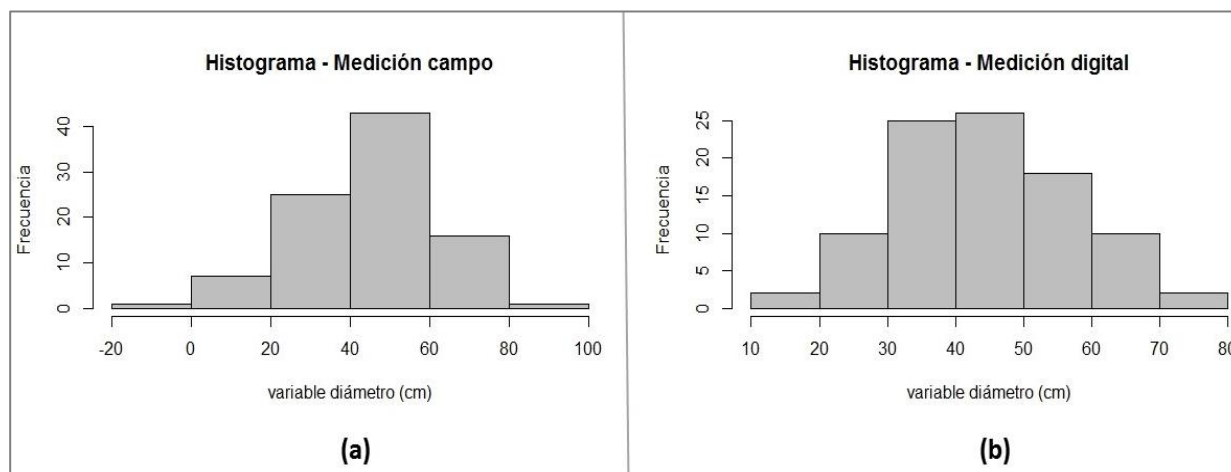 Histograma - Medición campo
Frecuencia
40
30
20
10
0
-20 0 20 40 60 80 100
variable diámetro (cm)
(a)
Histograma - Medición digital
Frecuencia
25
20
15
10
5
0
10 20 30 40 50 60 70 80
variable diámetro (cm)
(b)